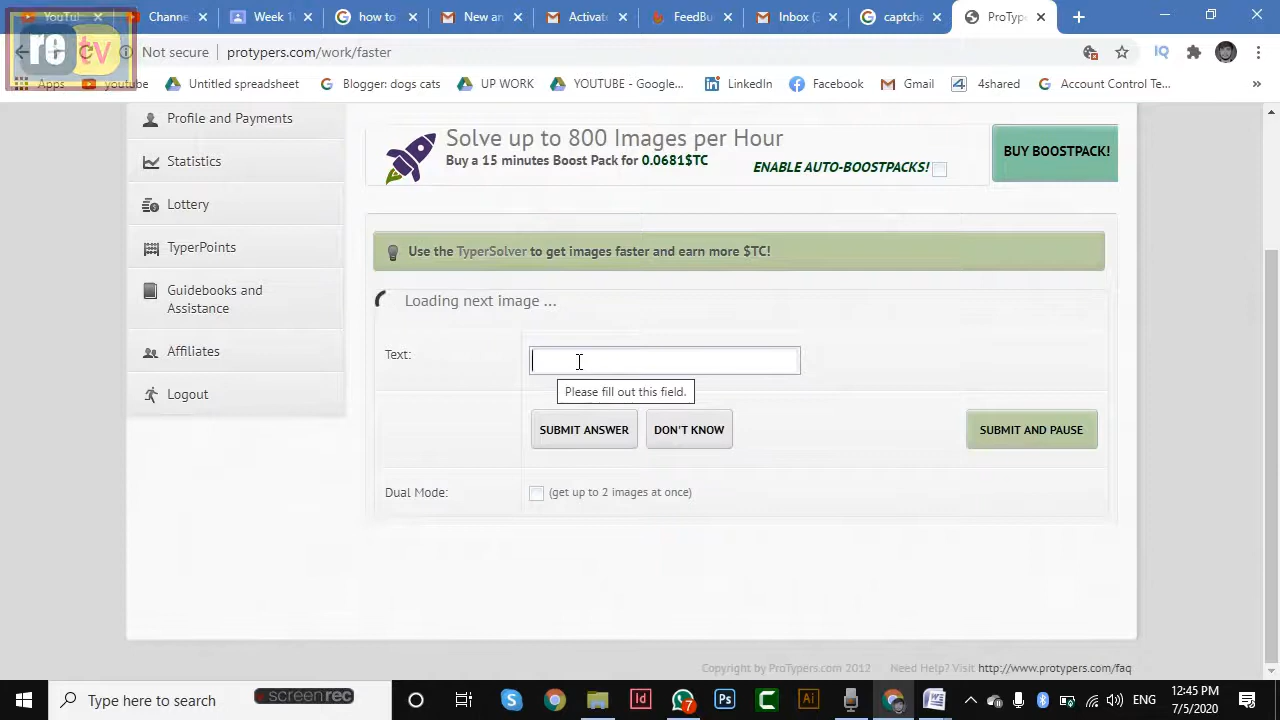 YouTub
Channe
Week 1
how to
New an
Activat
FeedBu
Inbox (3
captcha
ProType
re tv
Not secure
protypers.com/work/faster
Apps
youtube
Untitled spreadsheet
Blogger: dogs cats
UP WORK
YOUTUBE - Google...
LinkedIn
Facebook
Gmail
4shared
Account Control Te...
Profile and Payments
Statistics
Lottery
TyperPoints
Guidebooks and
Assistance
Affiliates
Logout
Solve up to 800 Images per Hour
Buy a 15 minutes Boost Pack for 0.0681$TC
ENABLE AUTO-BOOSTPACKS!
BUY BOOSTPACK!
Use the TyperSolver to get images faster and earn more $TC!
Loading next image ...
Text:
Please fill out this field.
SUBMIT ANSWER
DON'T KNOW
SUBMIT AND PAUSE
Dual Mode:
(get up to 2 images at once)
Copyright by ProTypers.com 2012
Need Help? Visit http://www.protypers.com/faq
Type here to search
screenrec
ENG
12:45 PM
7/5/2020